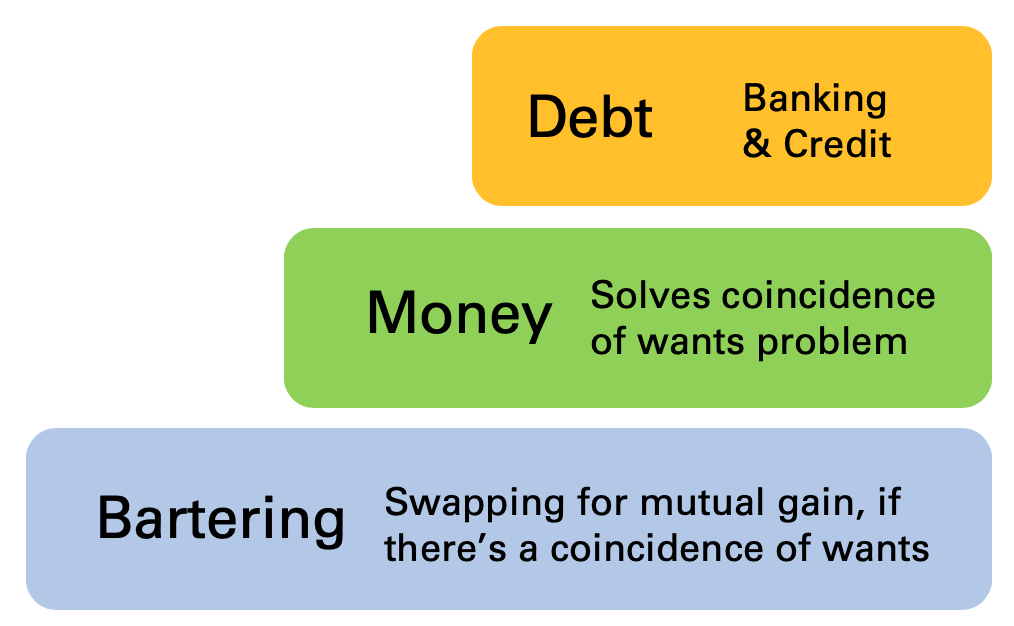 Debt
Banking
& Credit
Money
Solves coincidence
of wants problem
Bartering
Swapping for mutual gain, if
there’s a coincidence of wants